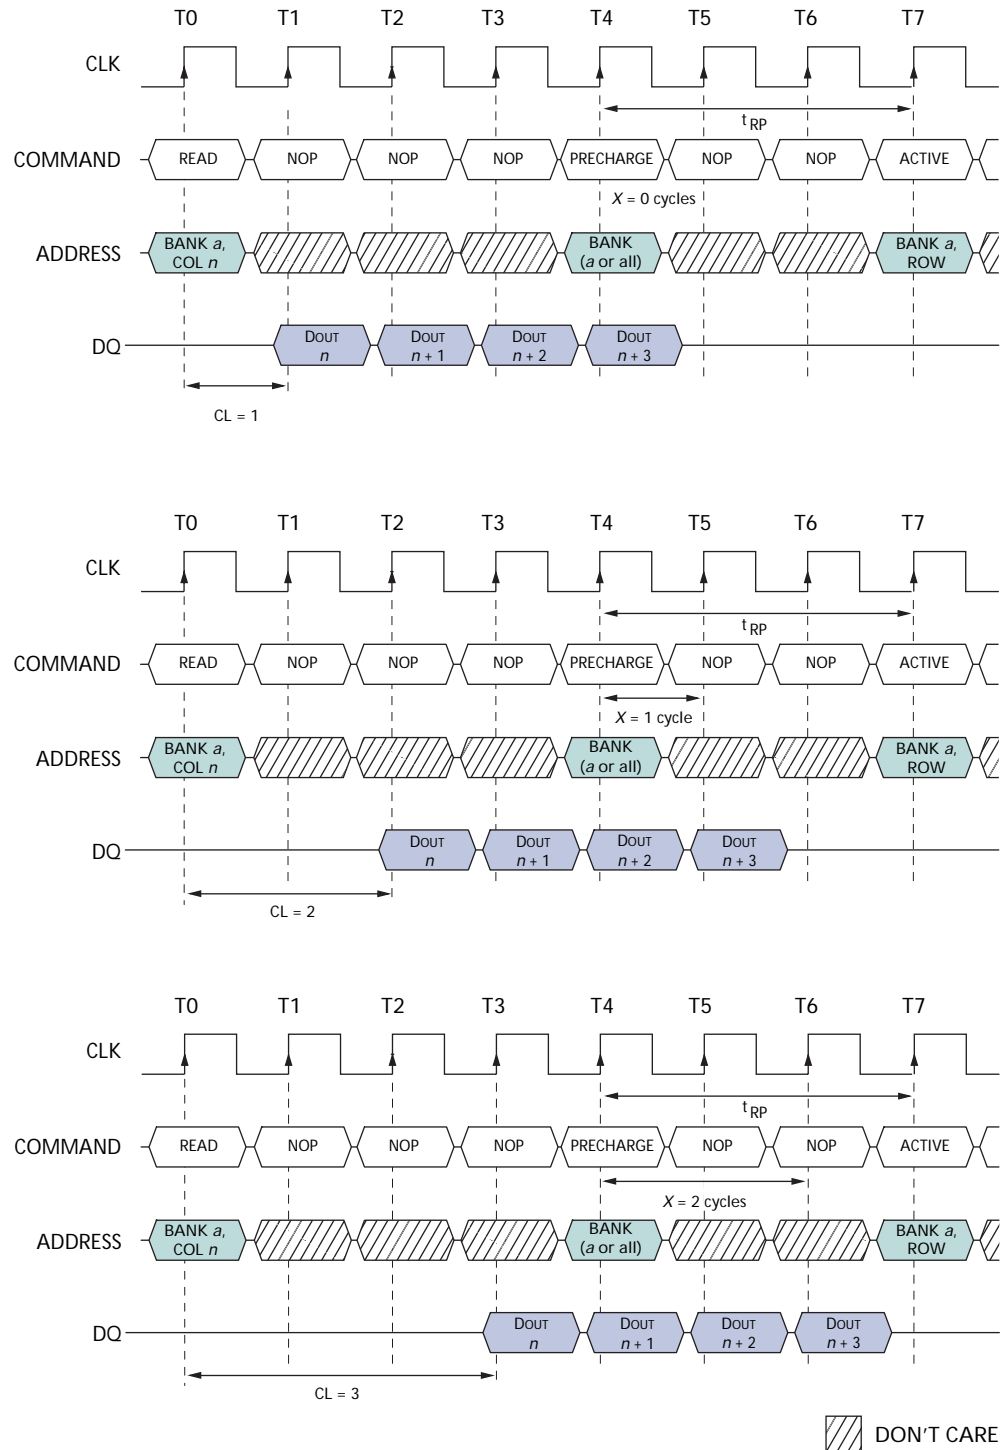 T0 T1 T2 T3 T4 T5 T6 T7
CLK
t RP
COMMAND READ NOP NOP NOP PRECHARGE NOP NOP ACTIVE
X = 0 cycles
ADDRESS BANK a, COL n BANK (a or all) BANK a, ROW
DQ DOUT n DOUT n + 1 DOUT n + 2 DOUT n + 3
CL = 1
T0 T1 T2 T3 T4 T5 T6 T7
CLK
t RP
COMMAND READ NOP NOP NOP PRECHARGE NOP NOP ACTIVE
X = 1 cycle
ADDRESS BANK a, COL n BANK (a or all) BANK a, ROW
DQ DOUT n DOUT n + 1 DOUT n + 2 DOUT n + 3
CL = 2
T0 T1 T2 T3 T4 T5 T6 T7
CLK
t RP
COMMAND READ NOP NOP NOP PRECHARGE NOP NOP ACTIVE
X = 2 cycles
ADDRESS BANK a, COL n BANK (a or all) BANK a, ROW
DQ DOUT n DOUT n + 1 DOUT n + 2 DOUT n + 3
CL = 3
DON'T CARE